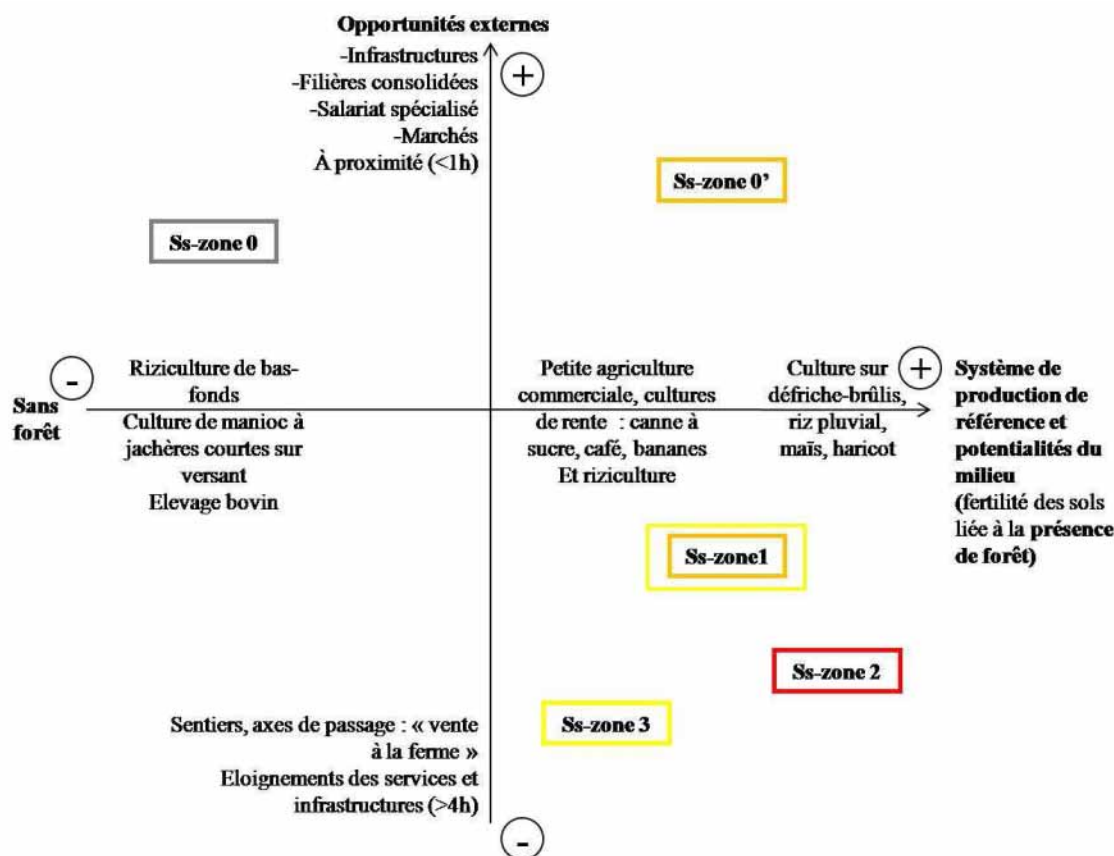 Opportunités externes
-Infrastructures
-Filières consolidées
-Salariat spécialisé
-Marchés
À proximité (<1h)
+
Ss-zone 0'
Ss-zone 0
-
Sans
forêt
Riziculture de bas-
fonds
Culture de manioc à
jachères courtes sur
versant
Elevage bovin
Petite agriculture
commerciale, cultures
de rente : canne à
sucre, café, bananes
Et riziculture
Culture sur
défriche-brûlis,
riz pluvial,
maïs, haricot
+
Système de
production de
référence et
potentialités du
milieu
(fertilité des sols
liée à la présence
de forêt)
Ss-zone1
Ss-zone 2
Ss-zone 3
Sentiers, axes de passage : « vente
à la ferme »
Eloignements des services et
infrastructures (>4h)
-